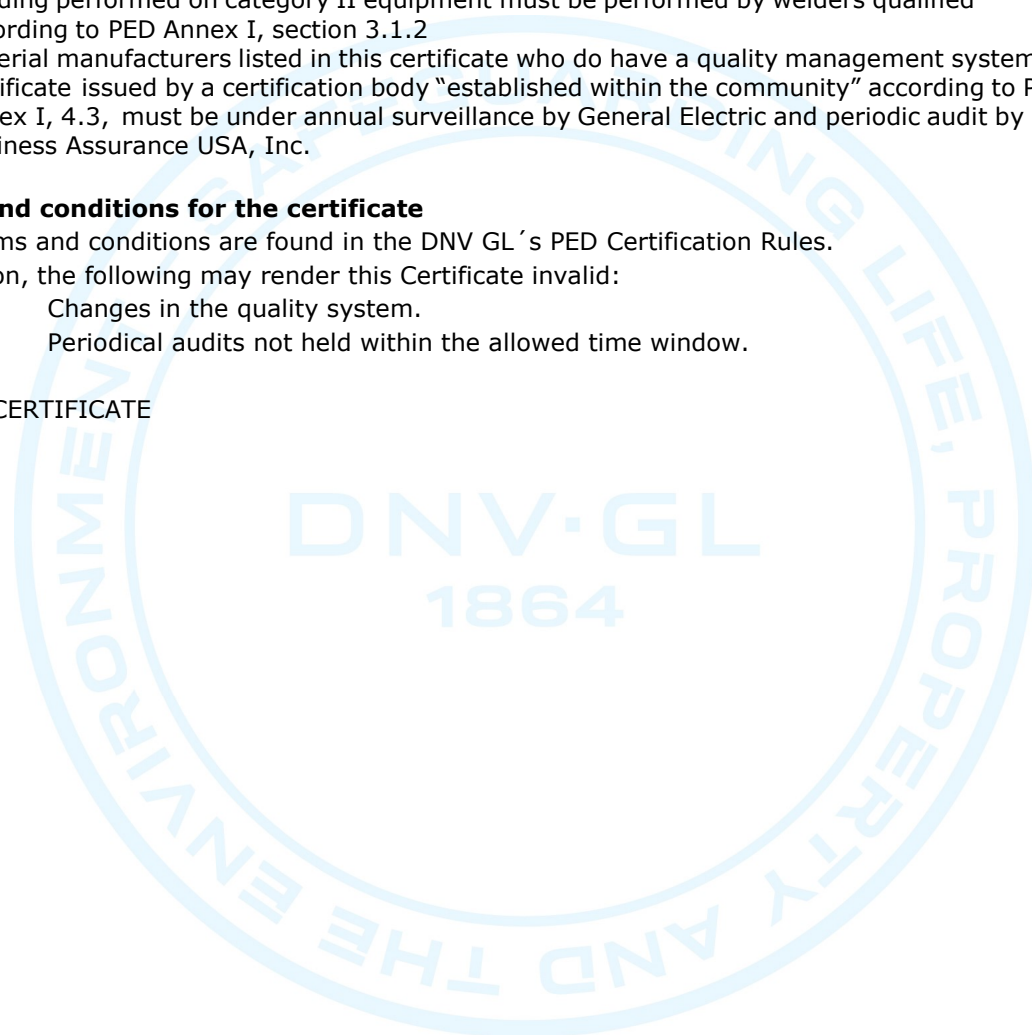 ding performed on category II equipment must be performed by welders qualified
ording to PED Annex I, section 3.1.2
erial manufacturers listed in this certificate who do have a quality management system
ificate issued by a certification body “established within the community” according to P
ex I, 4.3, must be under annual surveillance by General Electric and periodic audit by
iness Assurance USA, Inc.
nd conditions for the certificate
ms and conditions are found in the DNV GL´s PED Certification Rules.
on, the following may render this Certificate invalid:
Changes in the quality system.
Periodical audits not held within the allowed time window.
CERTIFICATE
SAFEGUARDING LIFE, PROPERTY AND THE ENVIRONMENT
DNV·GL
1864